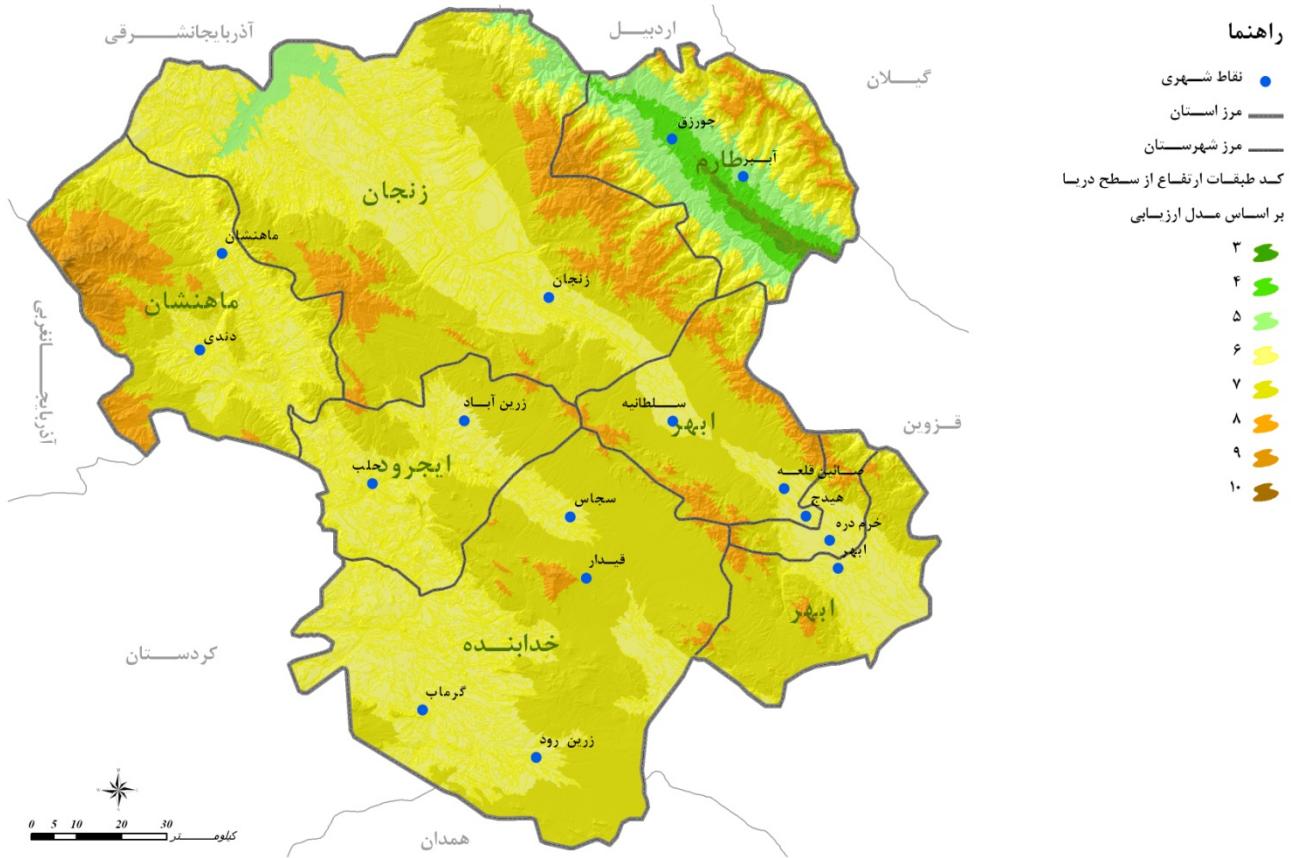 راهنما
نقاط شهری
مرز استان
مرز شهرستان
کد طبقات ارتفاع از سطح دریا
بر اساس مدل ارزیابی
۳
۴
۵
۶
۷
۸
۹
۱۰
آذربایجانشرقی
اردبیل
گیلان
چورزق
آببر
طارم
زنجان
ماهنشان
زنجان
ماهنشان
دندی
آذربایجانغربی
زرین آباد
سلطانیه
ابهر
قزوین
ایجرود
حلب
صائین قلعه
هیدج
سجاس
خرم دره
ابهر
قیدار
ابهر
خدابنده
کردستان
گرماب
زرین رود
همدان
0 5 10 20 30
کیلومتر